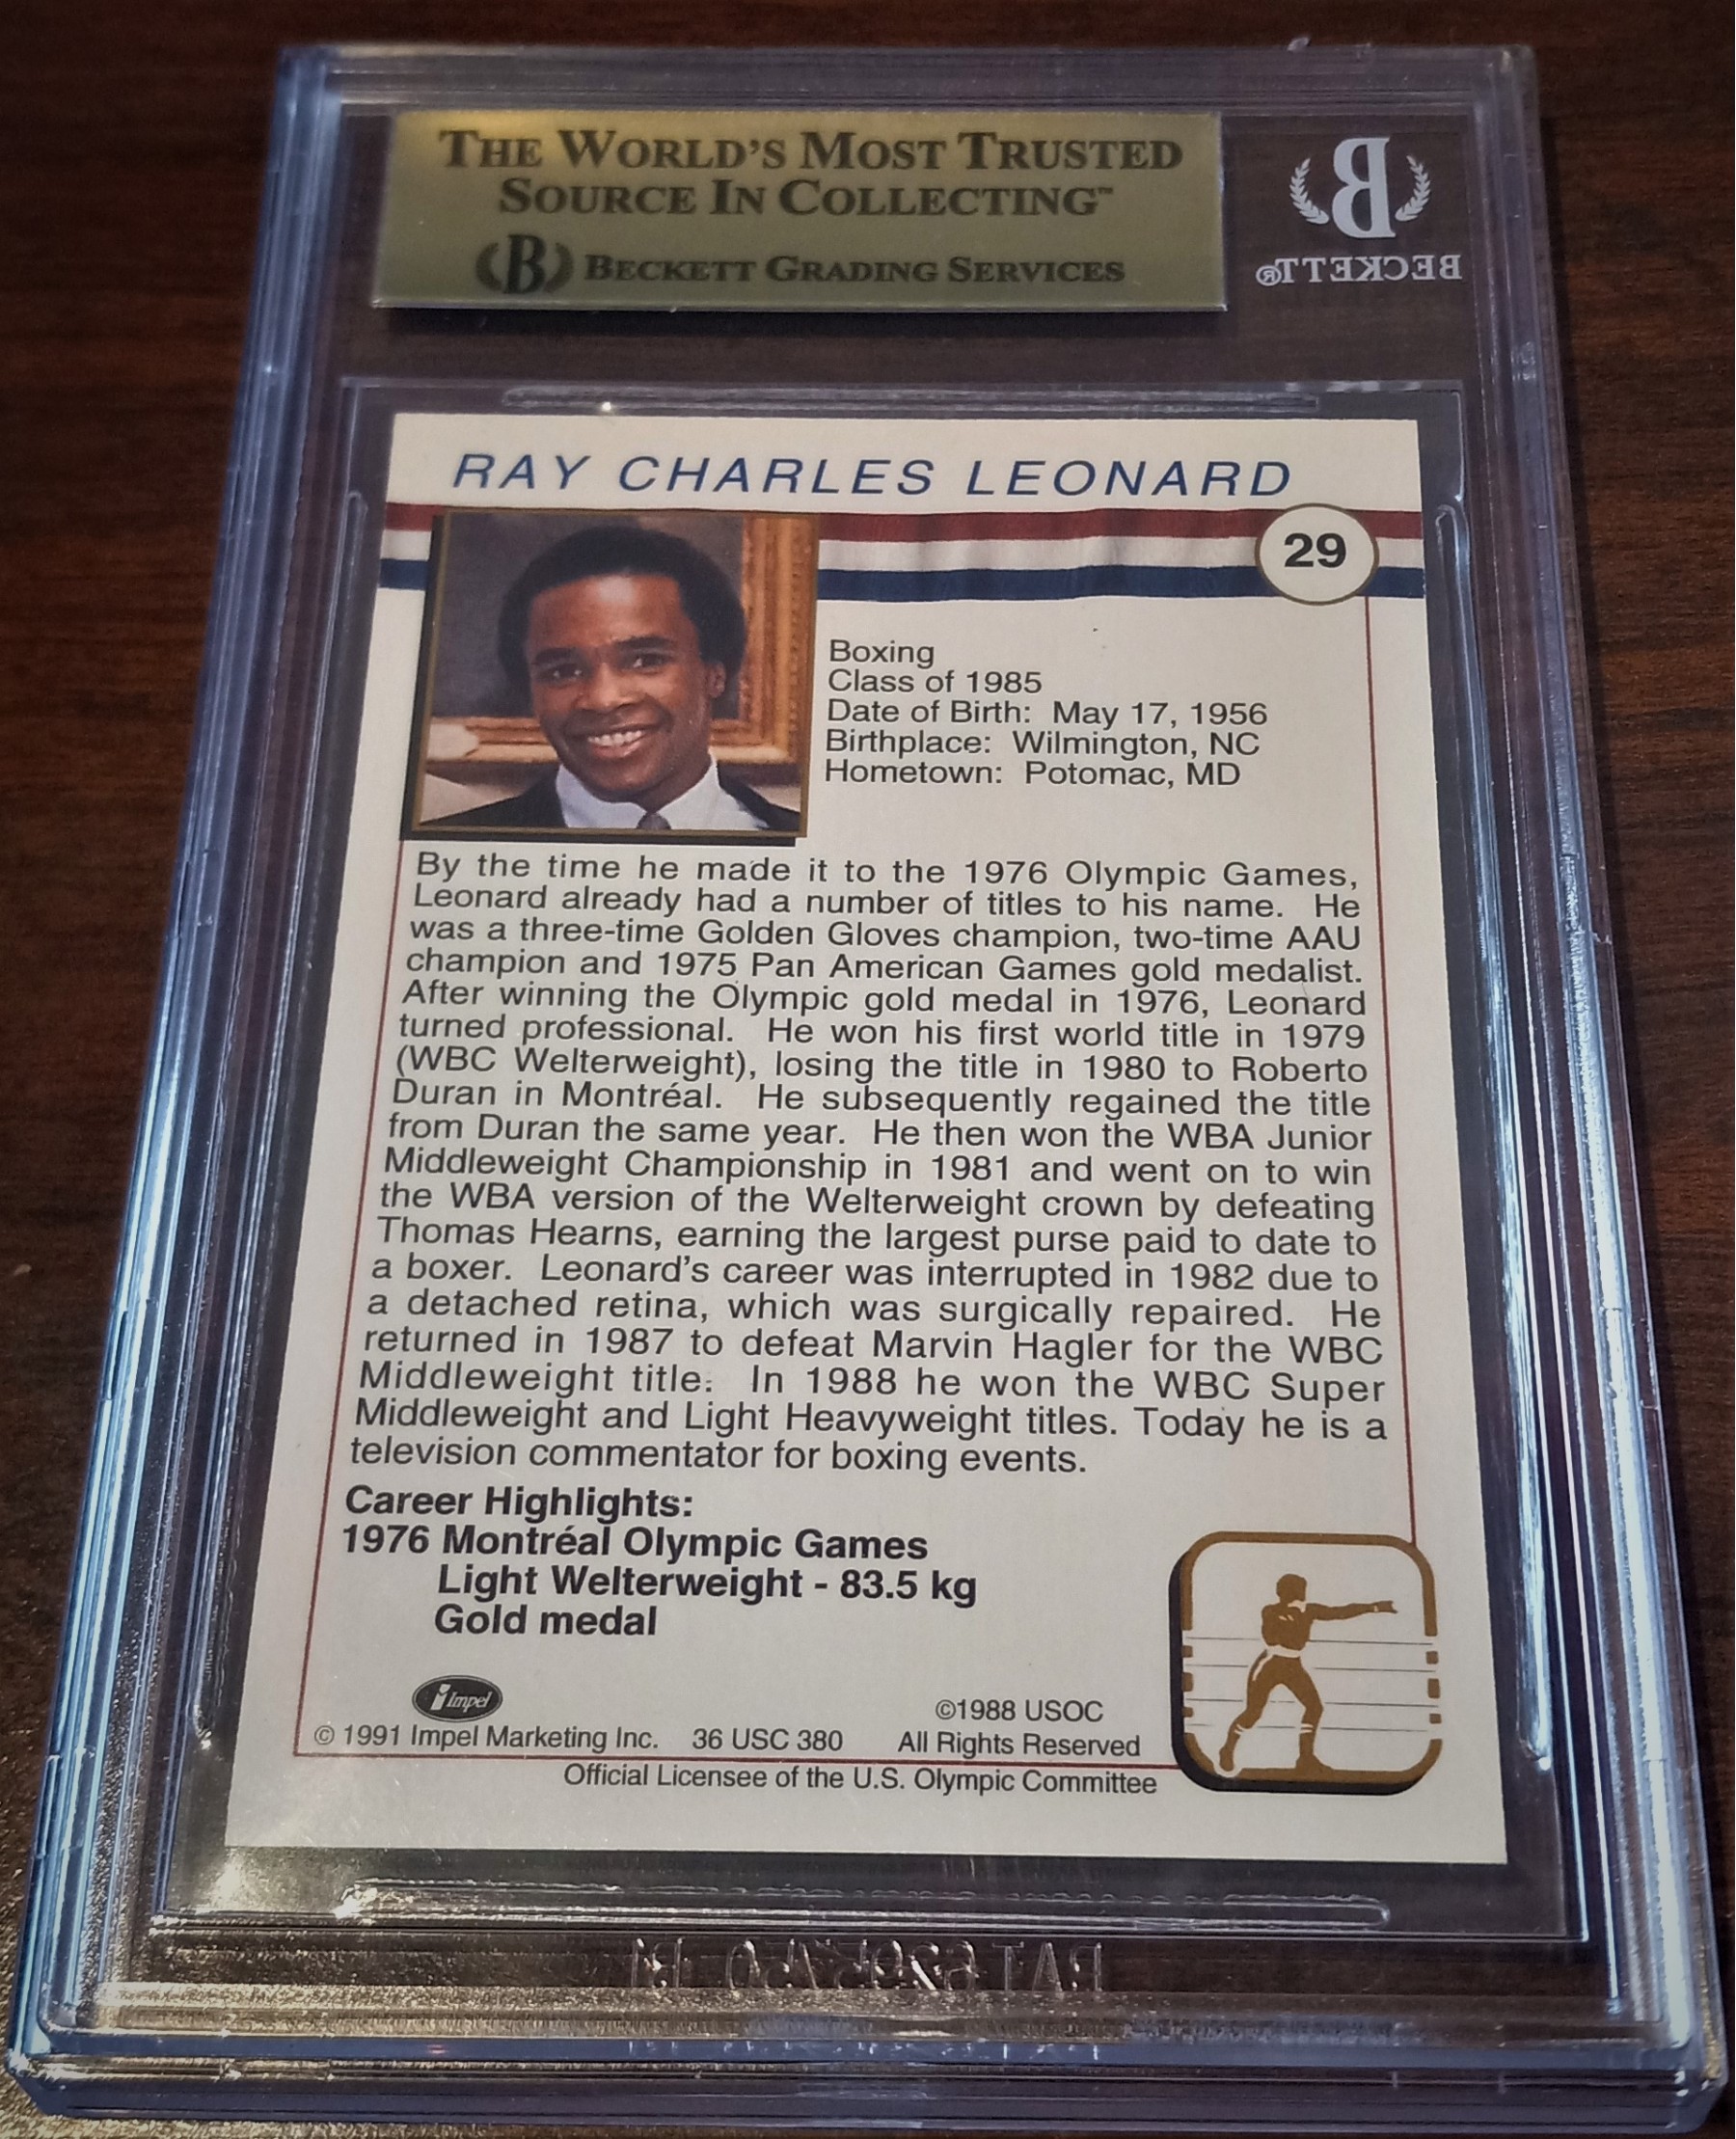 THE WORLD'S MOST TRUSTED
SOURCE IN COLLECTING™
B BECKETT GRADING SERVICES
B
BECKETT®
RAY CHARLES LEONARD
29
Boxing
Class of 1985
Date of Birth: May 17, 1956
Birthplace: Wilmington, NC
Hometown: Potomac, MD
By the time he made it to the 1976 Olympic Games,
Leonard already had a number of titles to his name. He
was a three-time Golden Gloves champion, two-time AAU
champion and 1975 Pan American Games gold medalist.
After winning the Olympic gold medal in 1976, Leonard
turned professional. He won his first world title in 1979
(WBC Welterweight), losing the title in 1980 to Roberto
Duran in Montréal. He subsequently regained the title
from Duran the same year. He then won the WBA Junior
Middleweight Championship in 1981 and went on to win
the WBA version of the Welterweight crown by defeating
Thomas Hearns, earning the largest purse paid to date to
a boxer. Leonard's career was interrupted in 1982 due to
a detached retina, which was surgically repaired. He
returned in 1987 to defeat Marvin Hagler for the WBC
Middleweight title. In 1988 he won the WBC Super
Middleweight and Light Heavyweight titles. Today he is a
television commentator for boxing events.
Career Highlights:
1976 Montréal Olympic Games
Light Welterweight - 83.5 kg
Gold medal
Impel
©1988 USOC
© 1991 Impel Marketing Inc. 36 USC 380 All Rights Reserved
Official Licensee of the U.S. Olympic Committee